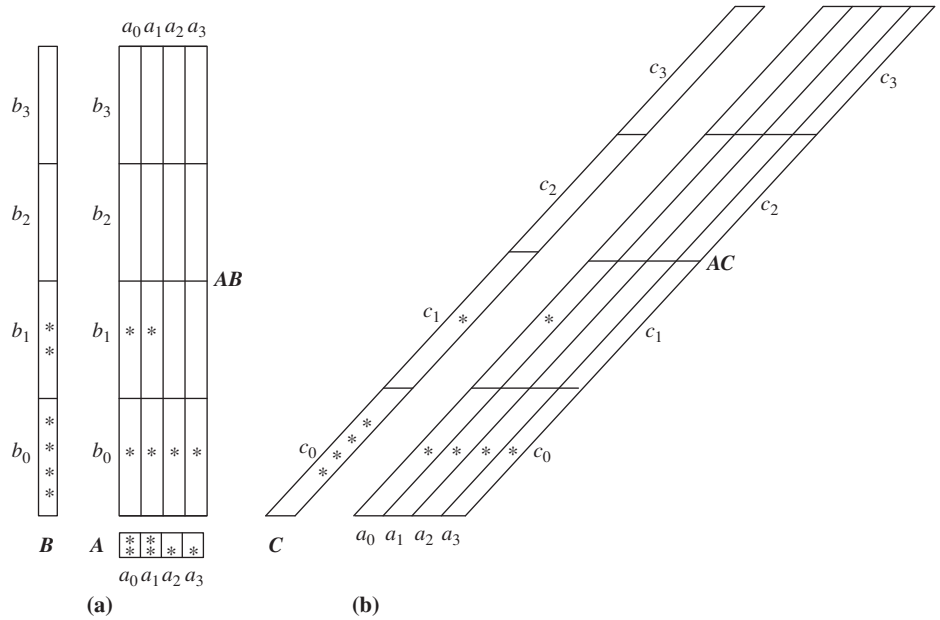 a0 a1 a2 a3
b3 b3 c3 c3
b2 b2 c2 c2
AB AC
b1 * b1 * * c1 * * c1
*
b0 * b0 * * * * c0 * * * * * * * * c0
*
*
*
B A * * * * * * C a0 a1 a2 a3
a0 a1 a2 a3
(a) (b)